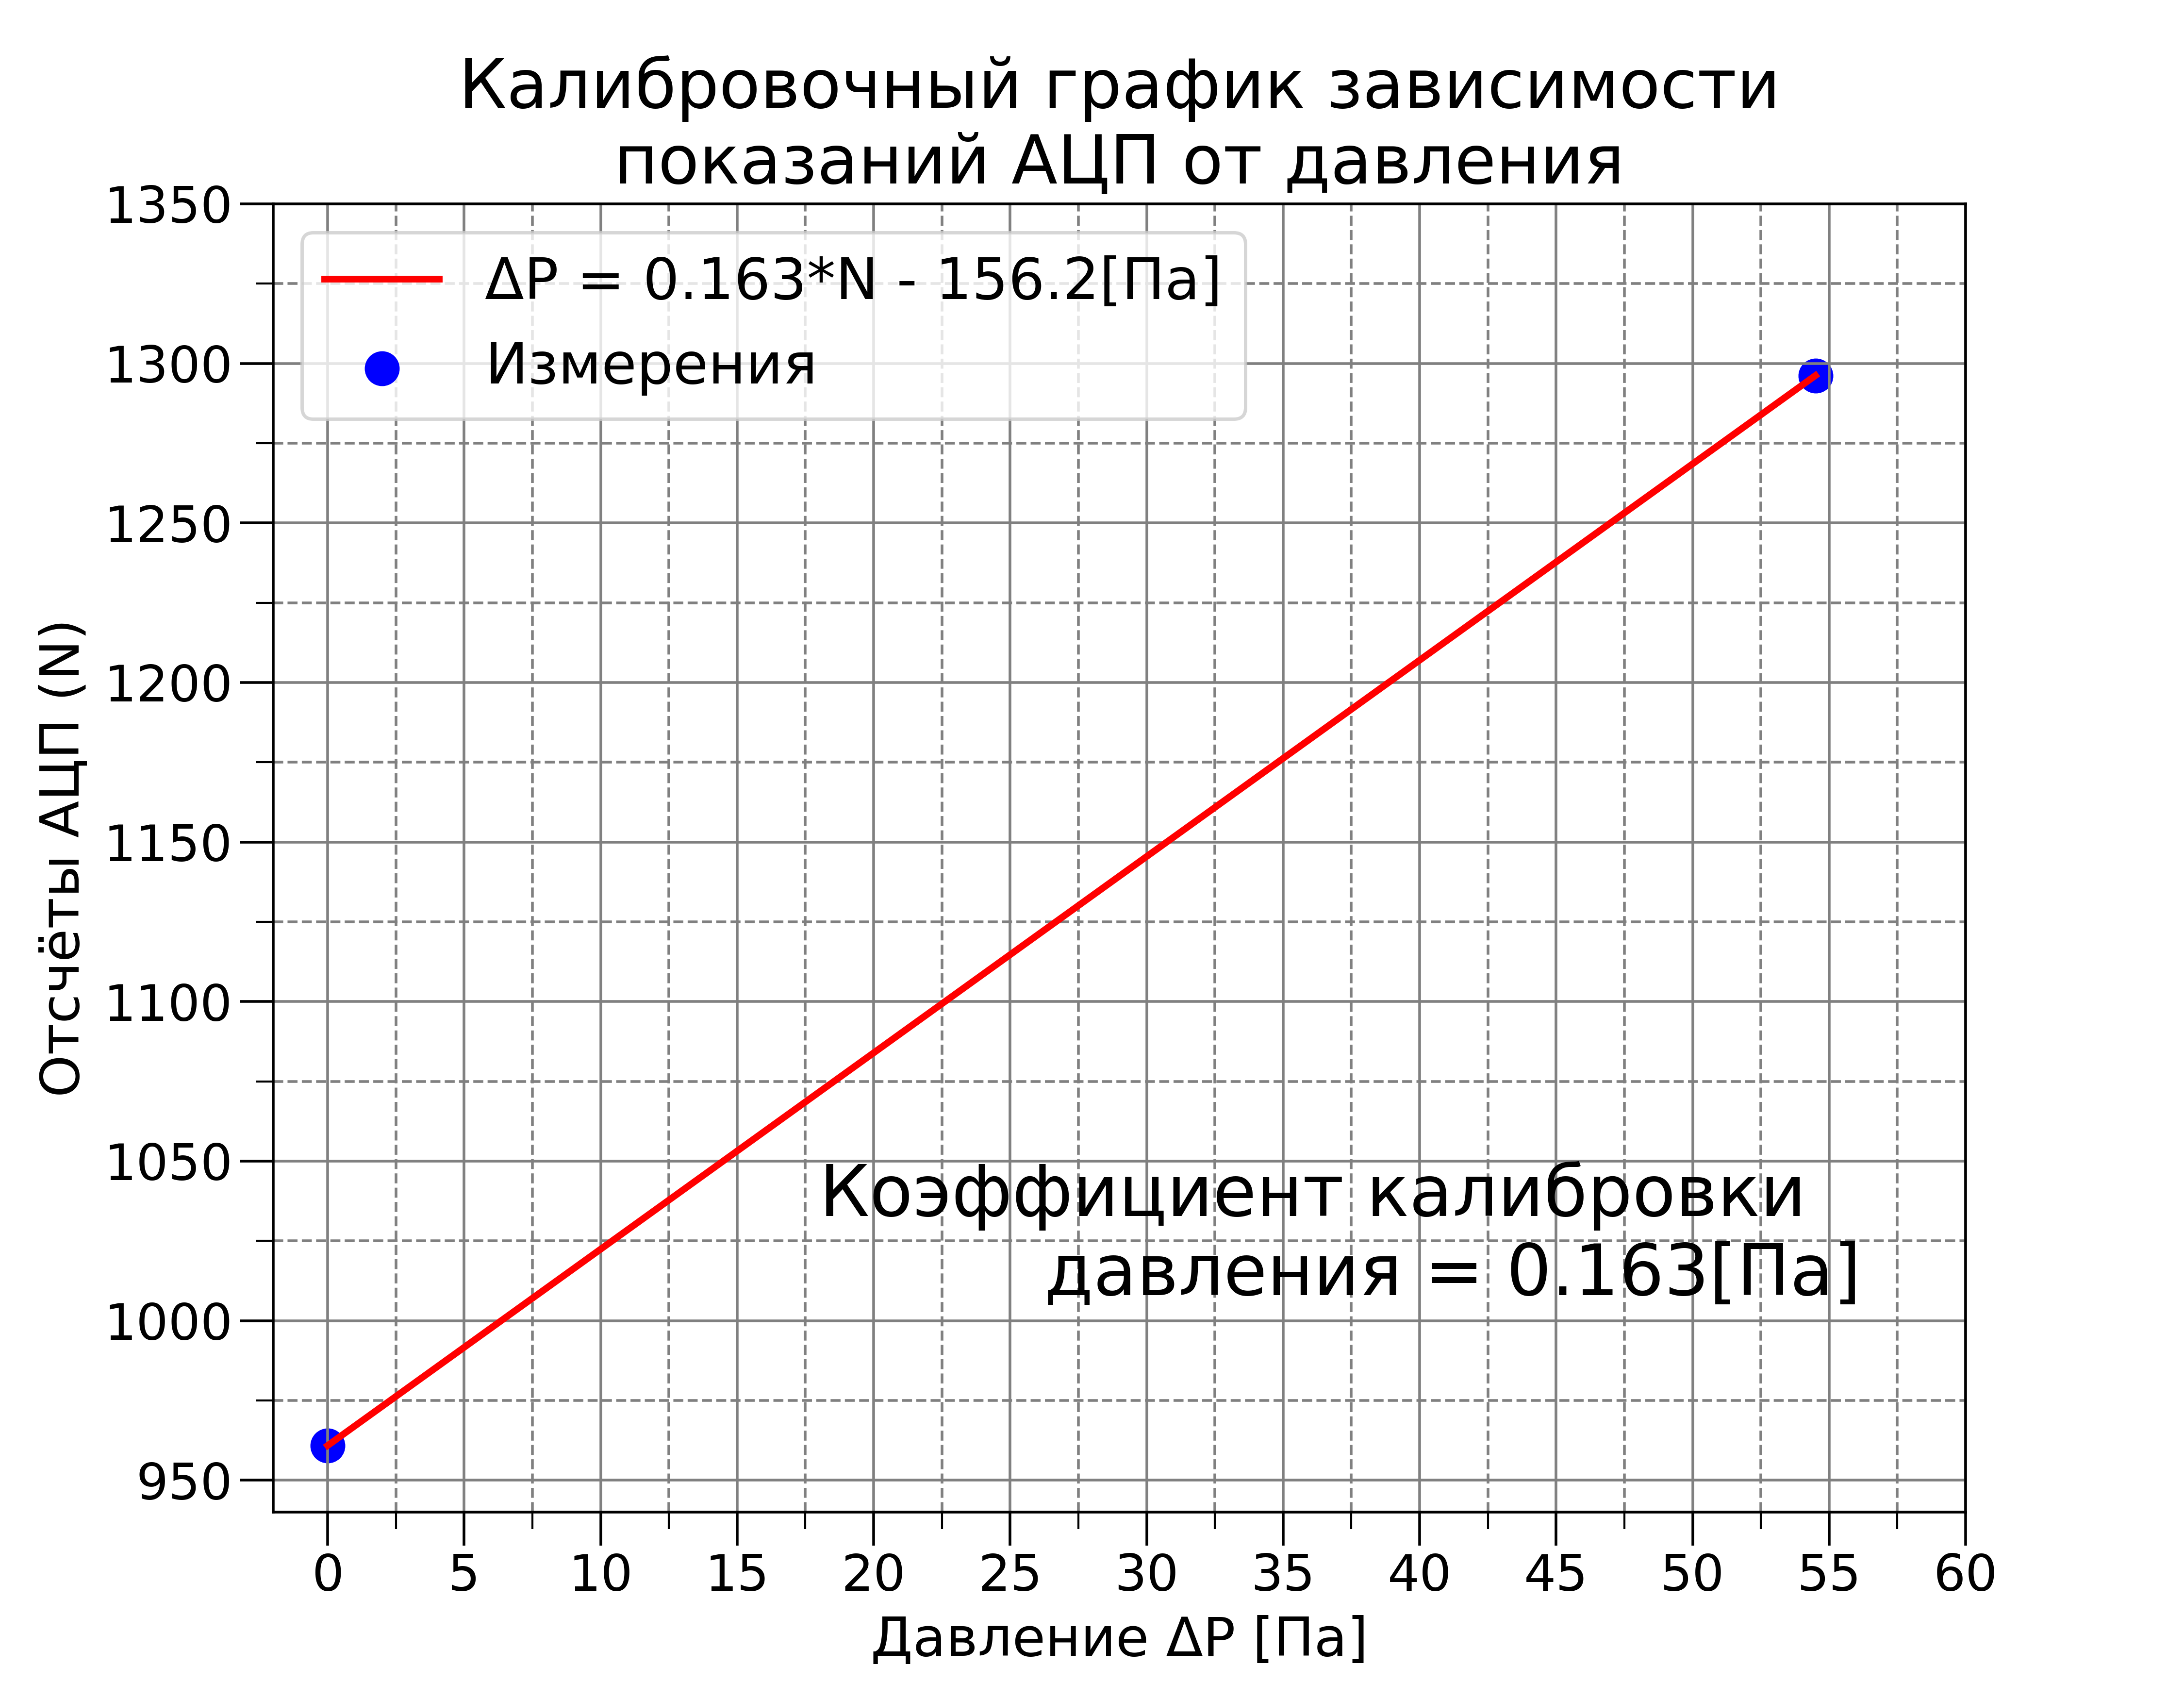 Калибровочный график зависимости
показаний АЦП от давления
ΔP = 0.163*N - 156.2[Па]
Измерения
1350
1300
1250
1200
1150
1100
1050
1000
950
Отсчёты АЦП (N)
Коэффициент калибровки
давления = 0.163[Па]
0 5 10 15 20 25 30 35 40 45 50 55 60
Давление ΔP [Па]